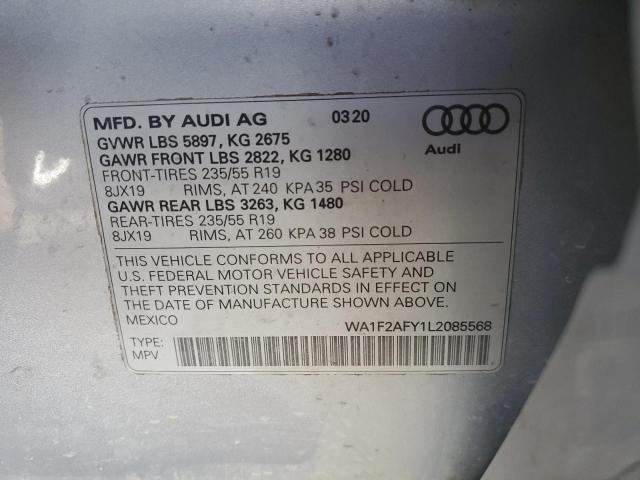 MFD. BY AUDI AG 0320
GVWR LBS 5897, KG 2675
GAWR FRONT LBS 2822, KG 1280
FRONT-TIRES 235/55 R19
8JX19 RIMS, AT 240 KPA 35 PSI COLD
GAWR REAR LBS 3263, KG 1480
REAR-TIRES 235/55 R19
8JX19 RIMS, AT 260 KPA 38 PSI COLD
Audi
THIS VEHICLE CONFORMS TO ALL APPLICABLE
U.S. FEDERAL MOTOR VEHICLE SAFETY AND
THEFT PREVENTION STANDARDS IN EFFECT ON
THE DATE OF MANUFACTURE SHOWN ABOVE.
MEXICO WA1F2AFY1L2085568
TYPE:
MPV